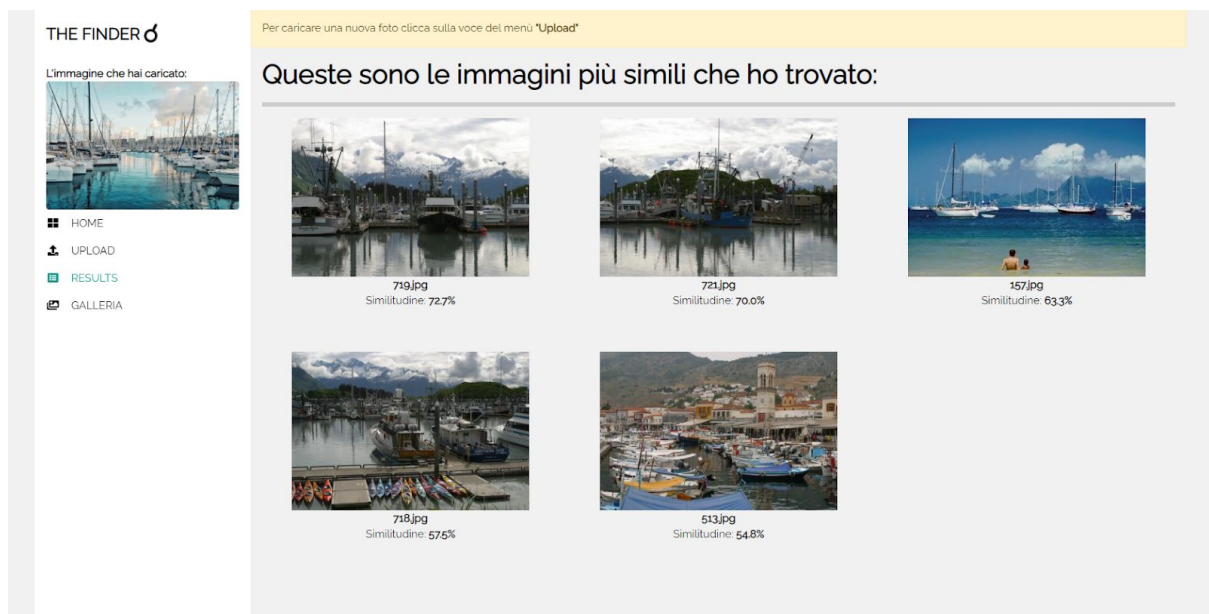 THE FINDER
L'immagine che hai caricato:
HOME
UPLOAD
RESULTS
GALLERIA
Per caricare una nuova foto clicca sulla voce del menù "Upload"
Queste sono le immagini più simili che ho trovato:
719.jpg
Similitudine: 72.7%
721.jpg
Similitudine: 70.0%
157.jpg
Similitudine: 63.3%
718.jpg
Similitudine: 57.5%
513.jpg
Similitudine: 54.8%